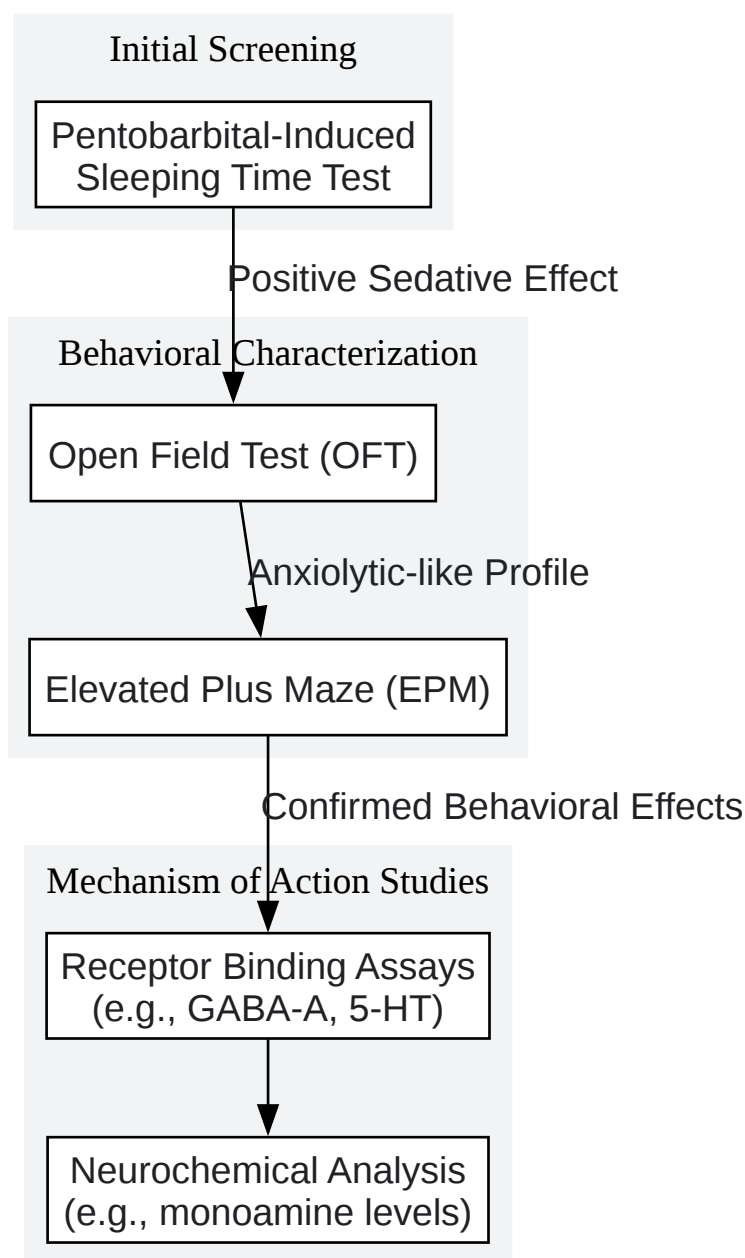 Initial Screening
Pentobarbital-Induced
Sleeping Time Test
Positive Sedative Effect
Behavioral Characterization
Open Field Test (OFT)
Anxiolytic-like Profile
Elevated Plus Maze (EPM)
Confirmed Behavioral Effects
Mechanism of Action Studies
Receptor Binding Assays
(e.g., GABA-A, 5-HT)
Neurochemical Analysis
(e.g., monoamine levels)